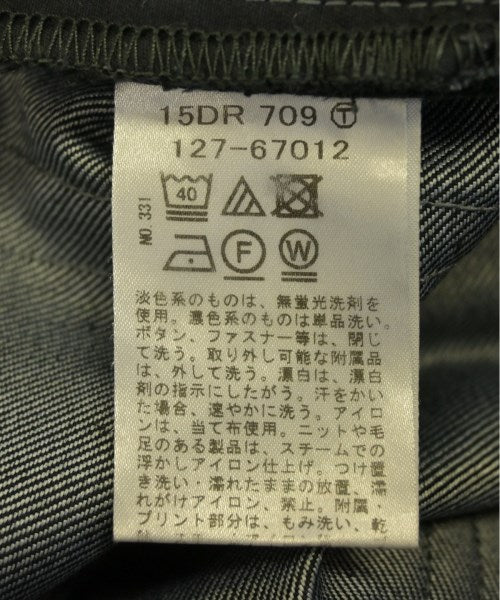 15DR 709 Ⓣ
127-67012
NO.331
40
F W
淡色系のものは、無蛍光洗剤を
使用。濃色系のものは単品洗い。
ボタン、ファスナー等は、閉じ
て洗う。取り外し可能な附属品
は、外して洗う。漂白は、漂白
剤の指示にしたがう。汗をかい
た場合、速やかに洗う。アイロ
ンは、当て布使用。ニットや毛
足のある製品は、スチームでの
浮かしアイロン仕上げ。つけ置
き洗い・濡れたままの放置、濡
れがけアイロン、禁止。附属・
プリント部分は、もみ洗い、乾